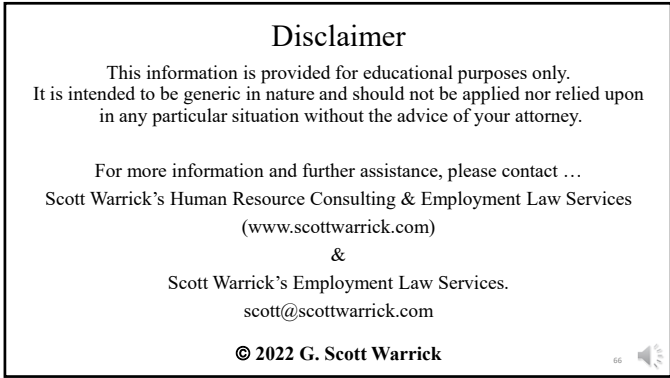 Disclaimer
This information is provided for educational purposes only.
It is intended to be generic in nature and should not be applied nor relied upon
in any particular situation without the advice of your attorney.
For more information and further assistance, please contact …
Scott Warrick’s Human Resource Consulting & Employment Law Services
(www.scottwarrick.com)
&
Scott Warrick’s Employment Law Services.
scott@scottwarrick.com
© 2022 G. Scott Warrick
66